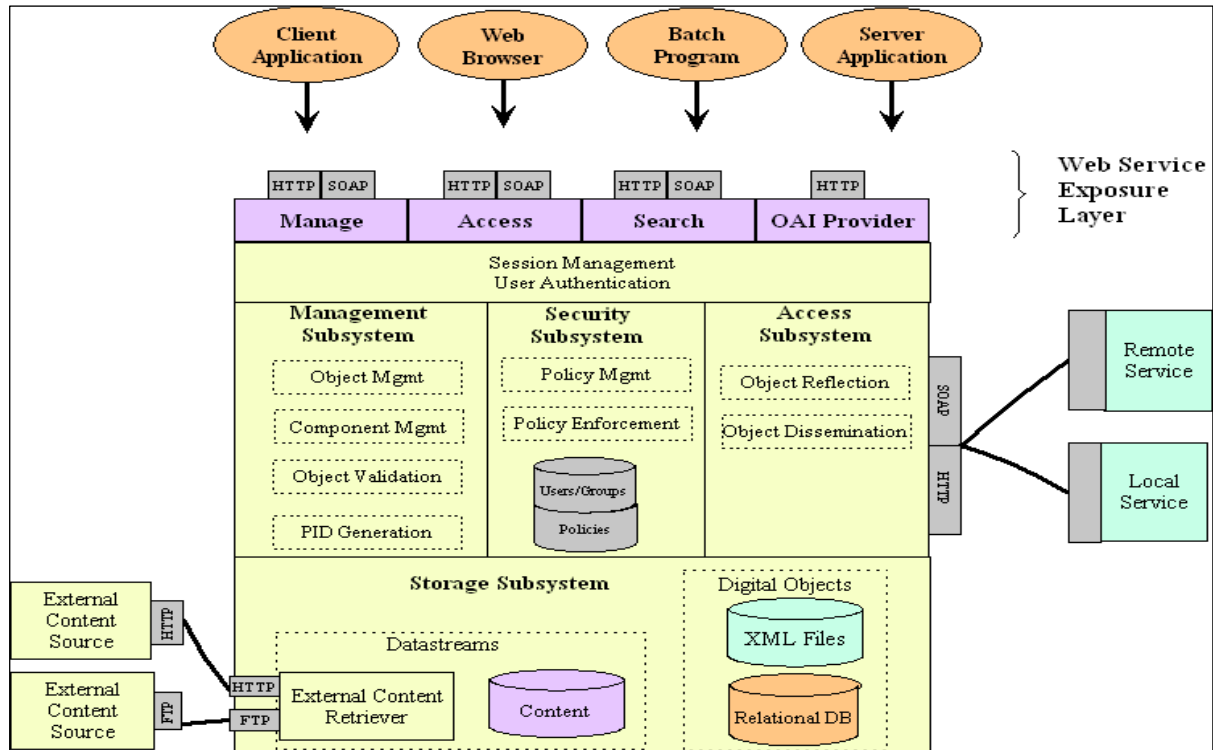 Client
Application
Web
Browser
Batch
Program
Server
Application
HTTP SOAP
HTTP SOAP
HTTP SOAP
HTTP
Web Service
Exposure
Layer
Manage
Access
Search
OAI Provider
Session Management
User Authentication
Management
Subsystem
Object Mgmt
Component Mgmt
Object Validation
PID Generation
Security
Subsystem
Policy Mgmt
Policy Enforcement
Users/Groups
Policies
Access
Subsystem
Object Reflection
Object Dissemination
SOAP
HTTP
Remote
Service
Local
Service
Storage Subsystem
External
Content
Source
HTTP
External
Content
Source
FTP
Datastreams
HTTP
FTP
External Content
Retriever
Content
Digital Objects
XML Files
Relational DB